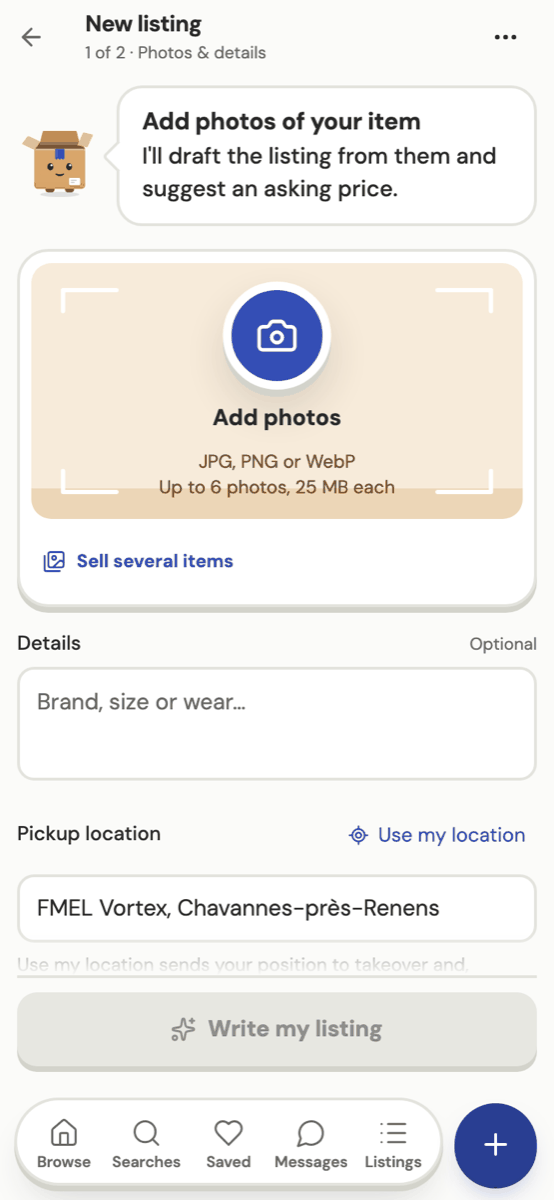 New listing
1 of 2 · Photos & details
Add photos of your item
I'll draft the listing from them and
suggest an asking price.
Add photos
JPG, PNG or WebP
Up to 6 photos, 25 MB each
Sell several items
Details
Optional
Brand, size or wear…
Pickup location
Use my location
FMEL Vortex, Chavannes-près-Renens
Use my location sends your position to takeover and.
Write my listing
Browse
Searches
Saved
Messages
Listings